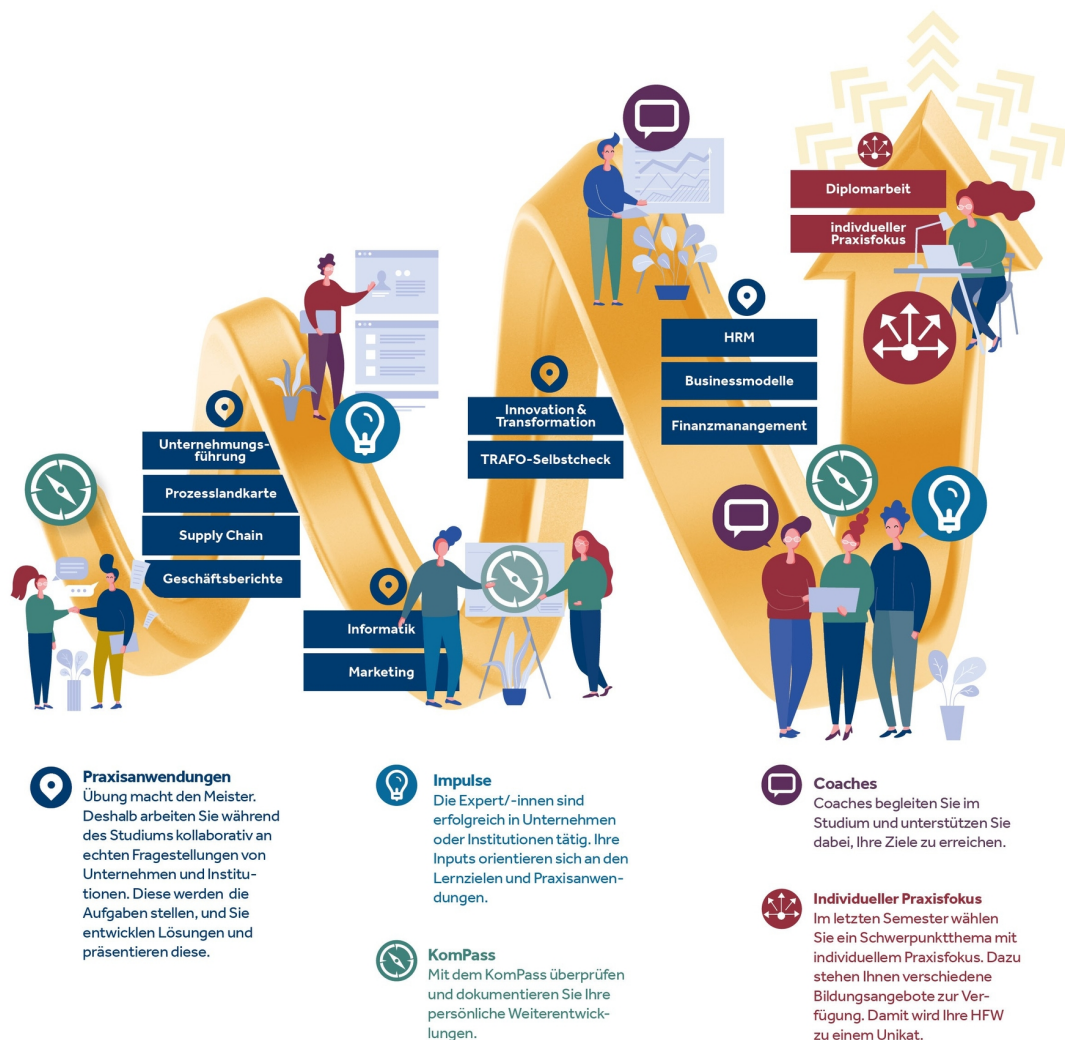 Diplomarbeit
indivdueller
Praxisfokus
HRM
Businessmodelle
Finanzmanangement
Innovation &
Transformation
TRAFO-Selbstcheck
Unternehmungs-
führung
Prozesslandkarte
Supply Chain
Geschäftsberichte
Informatik
Marketing
Praxisanwendungen
Übung macht den Meister.
Deshalb arbeiten Sie während
des Studiums kollaborativ an
echten Fragestellungen von
Unternehmen und Institu-
tionen. Diese werden die
Aufgaben stellen, und Sie
entwicklen Lösungen und
präsentieren diese.
Impulse
Die Expert/-innen sind
erfolgreich in Unternehmen
oder Institutionen tätig. Ihre
Inputs orientieren sich an den
Lernzielen und Praxisanwen-
dungen.
KomPass
Mit dem KomPass überprüfen
und dokumentieren Sie Ihre
persönliche Weiterentwick-
lungen.
Coaches
Coaches begleiten Sie im
Studium und unterstützen Sie
dabei, Ihre Ziele zu erreichen.
Individueller Praxisfokus
Im letzten Semester wählen
Sie ein Schwerpunktthema mit
individuellem Praxisfokus. Dazu
stehen Ihnen verschiedene
Bildungsangebote zur Ver-
fügung. Damit wird Ihre HFW
zu einem Unikat.